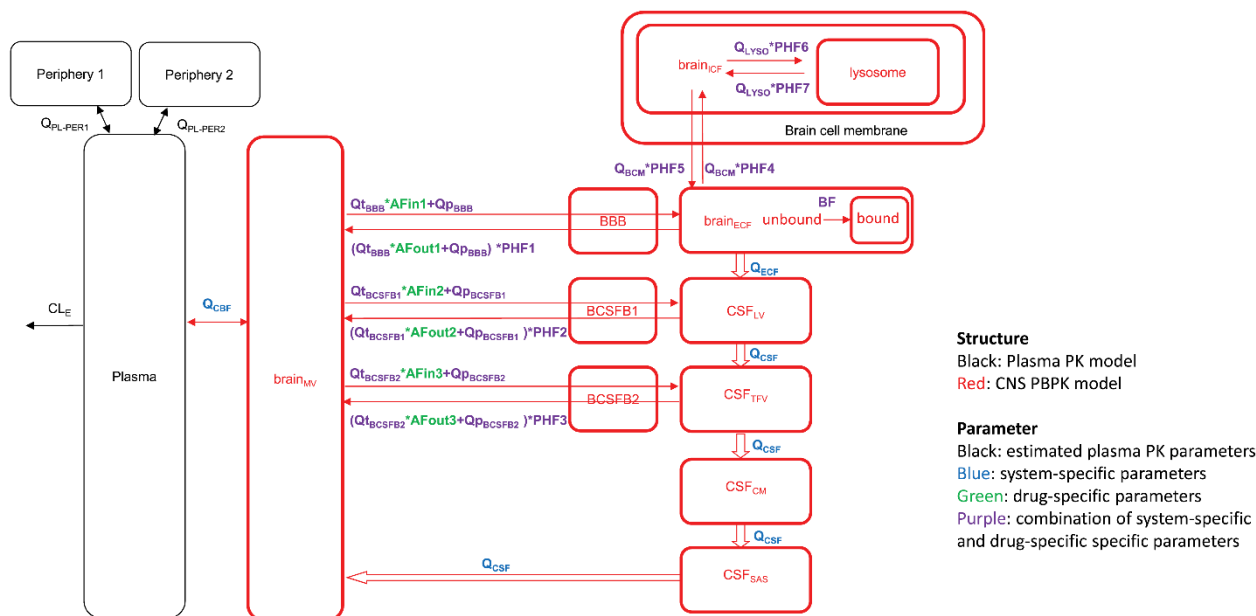 Periphery 1
Periphery 2
Q_PL-PER1
Q_PL-PER2
Q_LYSO*PHF6
brain_ICF
lysosome
Q_LYSO*PHF7
Brain cell membrane
Q_BCM*PHF5
Q_BCM*PHF4
Qt_BBB*AFin1+Qp_BBB
BBB
(Qt_BBB*AFout1+Qp_BBB) *PHF1
brain_ECF
unbound
BF
bound
Q_ECF
Qt_BCSFB1*AFin2+Qp_BCSFB1
BCSFB1
(Qt_BCSFB1*AFout2+Qp_BCSFB1 )*PHF2
CSF_LV
Q_CSF
CL_E
Plasma
Q_CBF
brain_MV
Qt_BCSFB2*AFin3+Qp_BCSFB2
BCSFB2
(Qt_BCSFB2*AFout3+Qp_BCSFB2 )*PHF3
CSF_TFV
Q_CSF
CSF_CM
Q_CSF
Q_CSF
CSF_SAS
Structure
Black: Plasma PK model
Red: CNS PBPK model
Parameter
Black: estimated plasma PK parameters
Blue: system-specific parameters
Green: drug-specific parameters
Purple: combination of system-specific
and drug-specific specific parameters